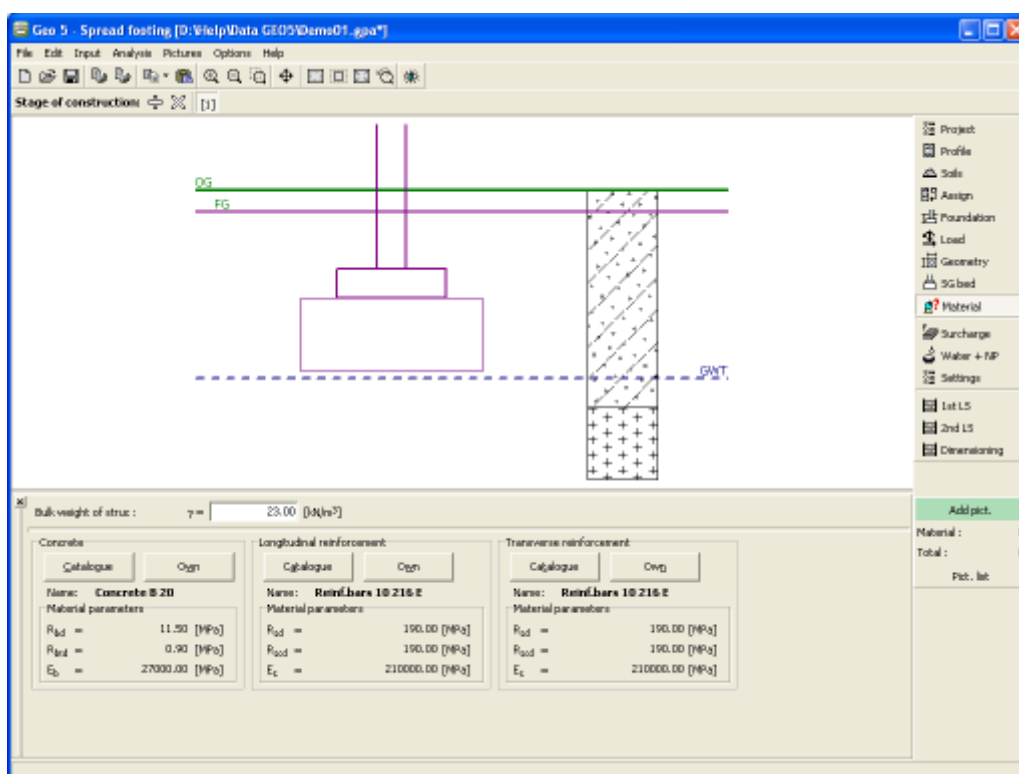 Geo 5 - Spread footing [D:\Help\Data GEO5\Demo01.gpa*]
File Edit Input Analysis Pictures Options Help
Stage of construction: [1]
OG
FG
GWT
Project
Profile
Soils
Assign
Foundation
Load
Geometry
SG bed
Material
Surcharge
Water + NP
Settings
1st LS
2nd LS
Dimensioning
Add pict.
Material :
Total :
Pict. list
Bulk weight of struc : γ = 23.00 [kN/m³]
Concrete
Catalogue Own
Name: Concrete B 20
Material parameters
Rbd = 11.50 [MPa]
Rbtd = 0.90 [MPa]
Eb = 27000.00 [MPa]
Longitudinal reinforcement
Catalogue Own
Name: Reinf.bars 10 216 E
Material parameters
Rsd = 190.00 [MPa]
Rscd = 190.00 [MPa]
Es = 210000.00 [MPa]
Transverse reinforcement
Catalogue Own
Name: Reinf.bars 10 216 E
Material parameters
Rsd = 190.00 [MPa]
Rscd = 190.00 [MPa]
Es = 210000.00 [MPa]